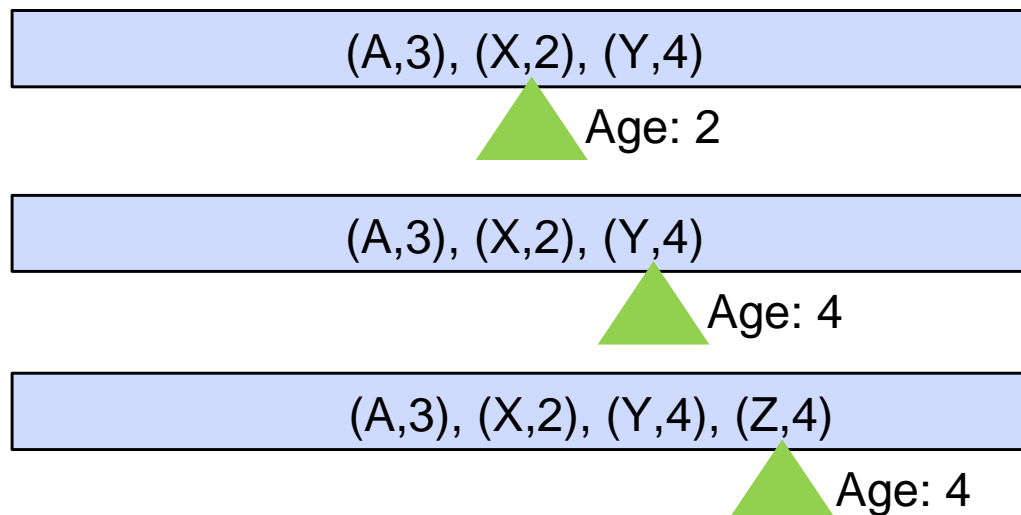 (A,3), (X,2), (Y,4)
Age: 2
(A,3), (X,2), (Y,4)
Age: 4
(A,3), (X,2), (Y,4), (Z,4)
Age: 4